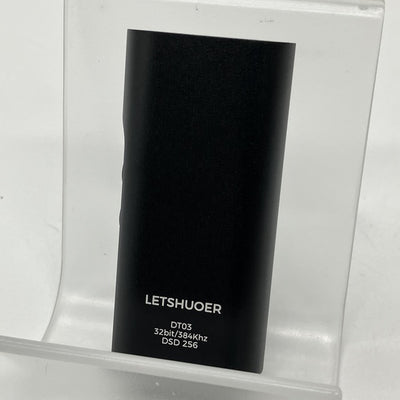 LETSHUOER
DT03
32bit/384Khz
DSD 256